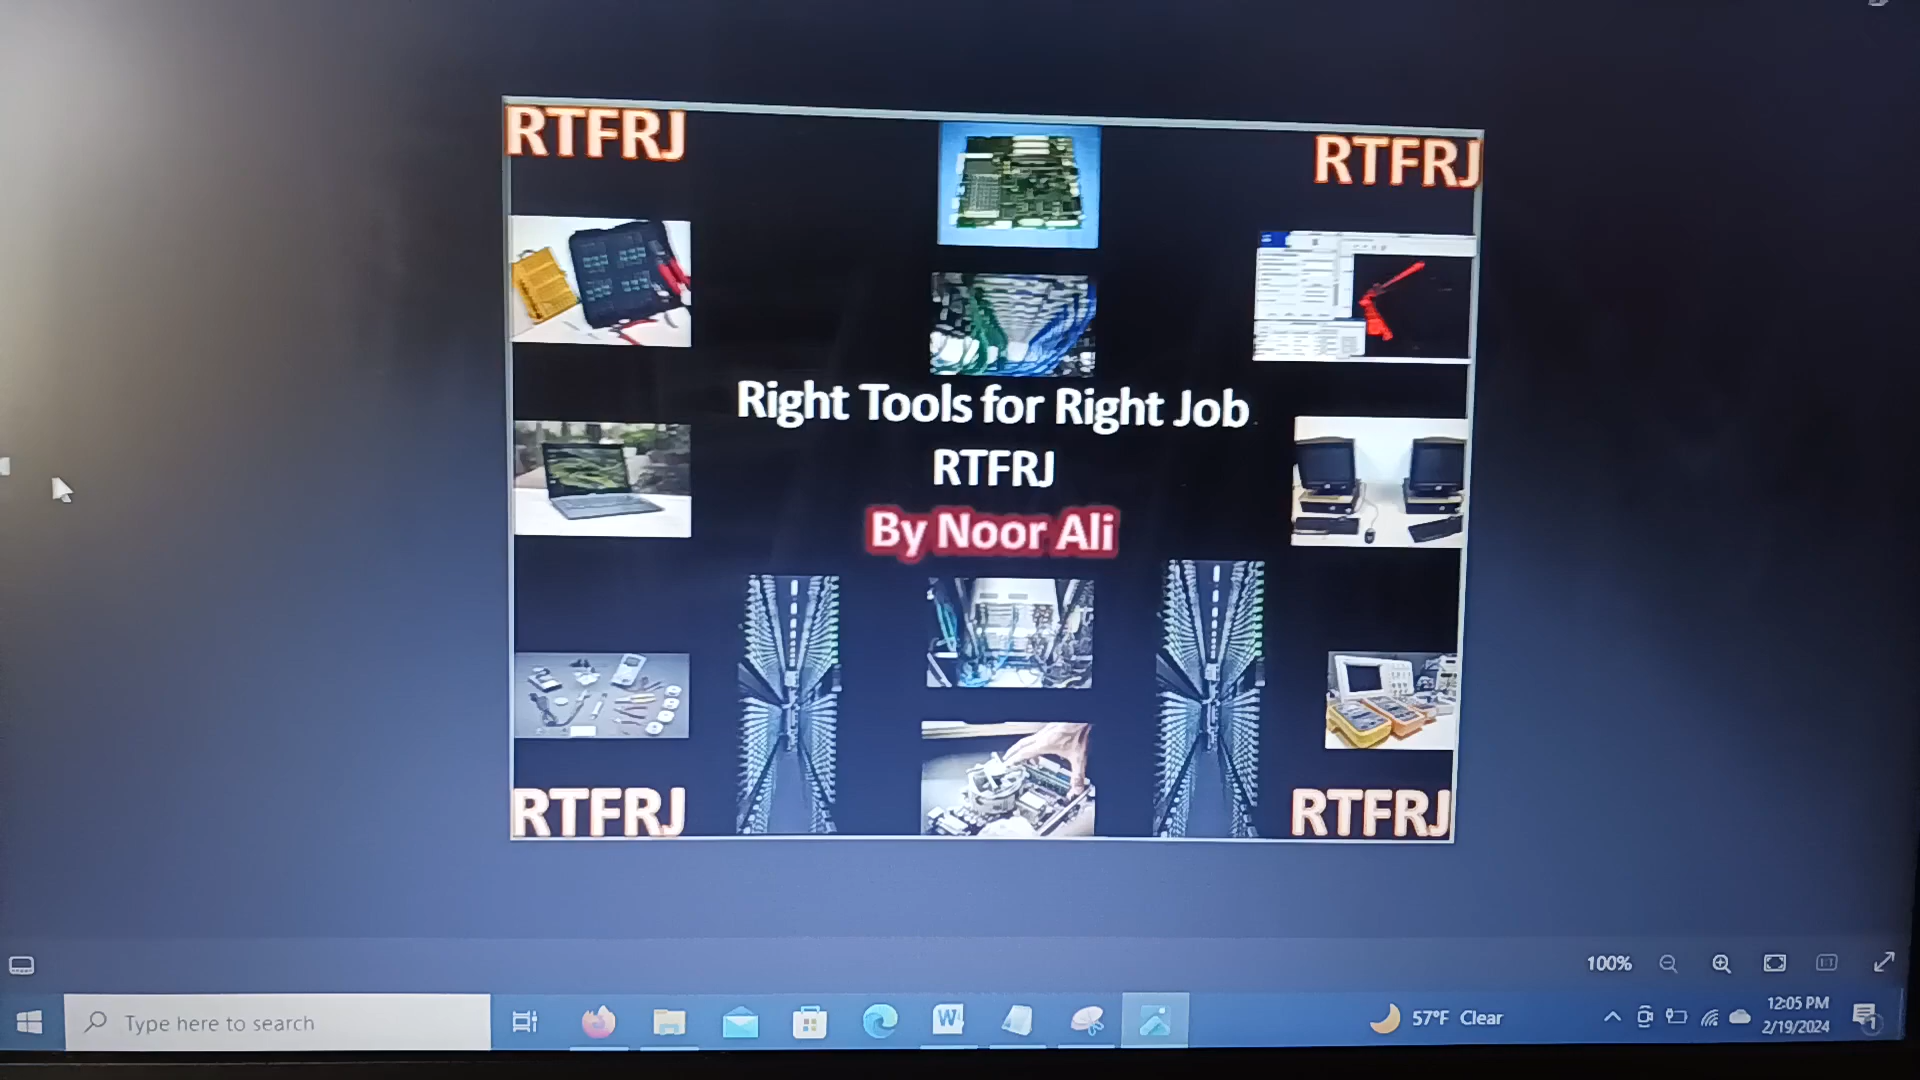 RTFRJ
RTFRJ
Right Tools for Right Job
RTFRJ
By Noor Ali
RTFRJ
RTFRJ
100%
Type here to search
57°F Clear
12:05 PM
2/19/2024
1